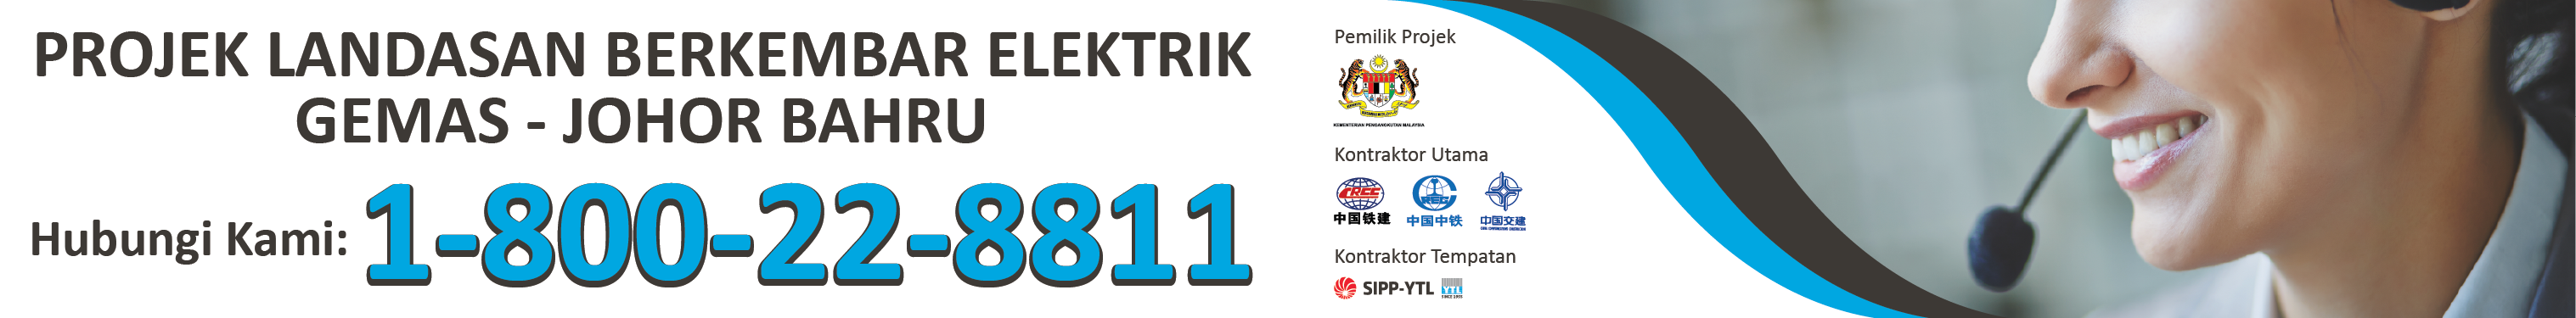 PROJEK LANDASAN BERKEMBAR ELEKTRIK
GEMAS - JOHOR BAHRU
Hubungi Kami: 1-800-22-8811
Pemilik Projek
KEMENTERIAN PENGANGKUTAN MALAYSIA
Kontraktor Utama
CRCC
中国铁建
中国中铁
中国交建
Kontraktor Tempatan
SIPP-YTL
YTL